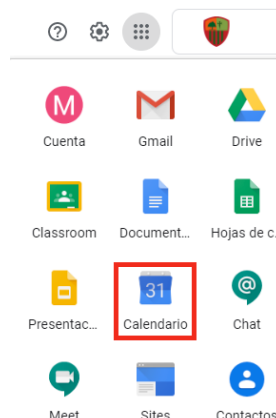 M
Cuenta Gmail Drive
Classroom Document... Hojas de c...
31
Presentac... Calendario Chat
Meet Sites Contactos